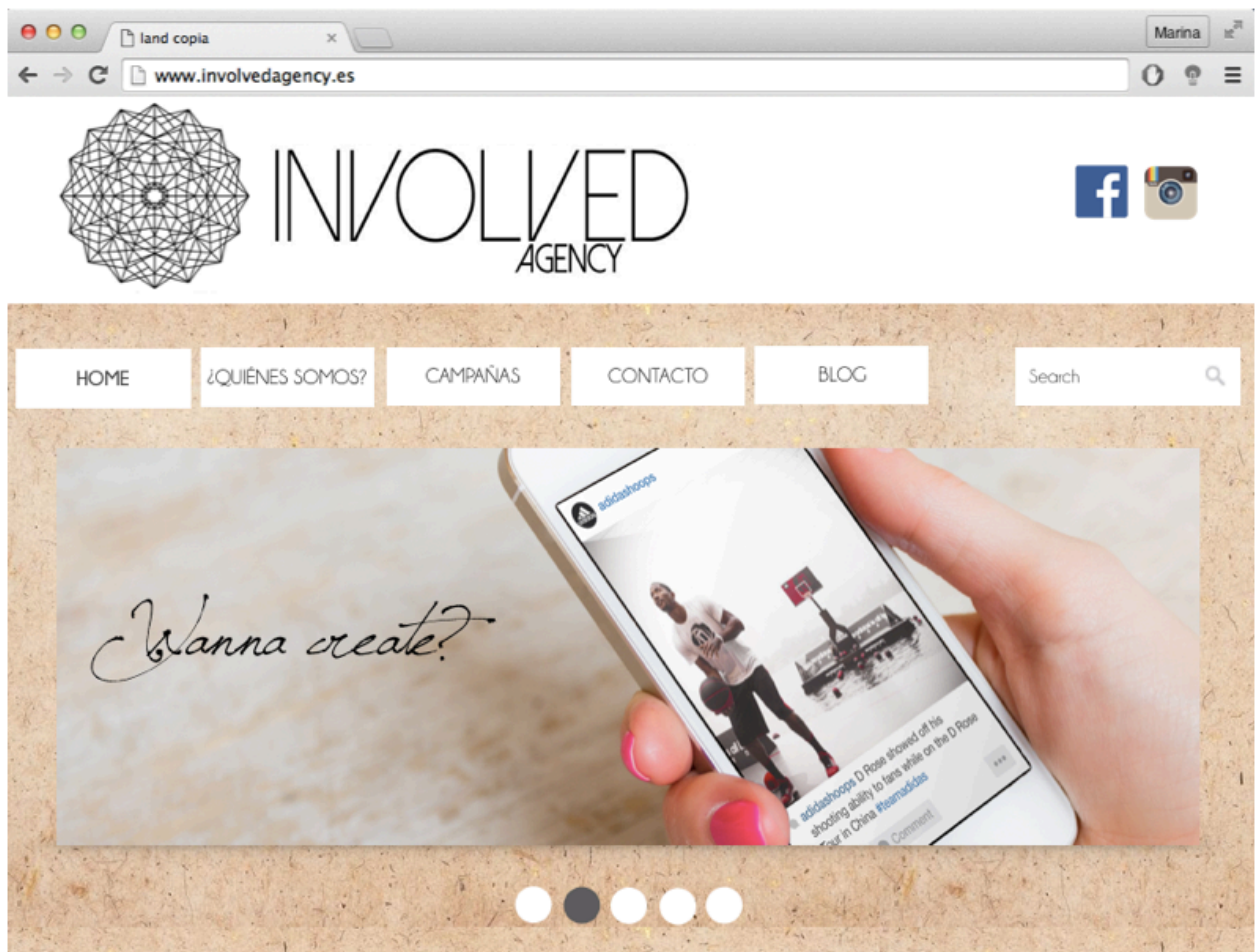 land copia
Marina
www.involvedagency.es
INVOLVED
AGENCY
HOME
¿QUIÉNES SOMOS?
CAMPAÑAS
CONTACTO
BLOG
Search
Wanna create?
adidashoops
adidashoops D Rose showed off his
shooting ability to fans while on the D Rose
Tour in China #teamadidas
Comment